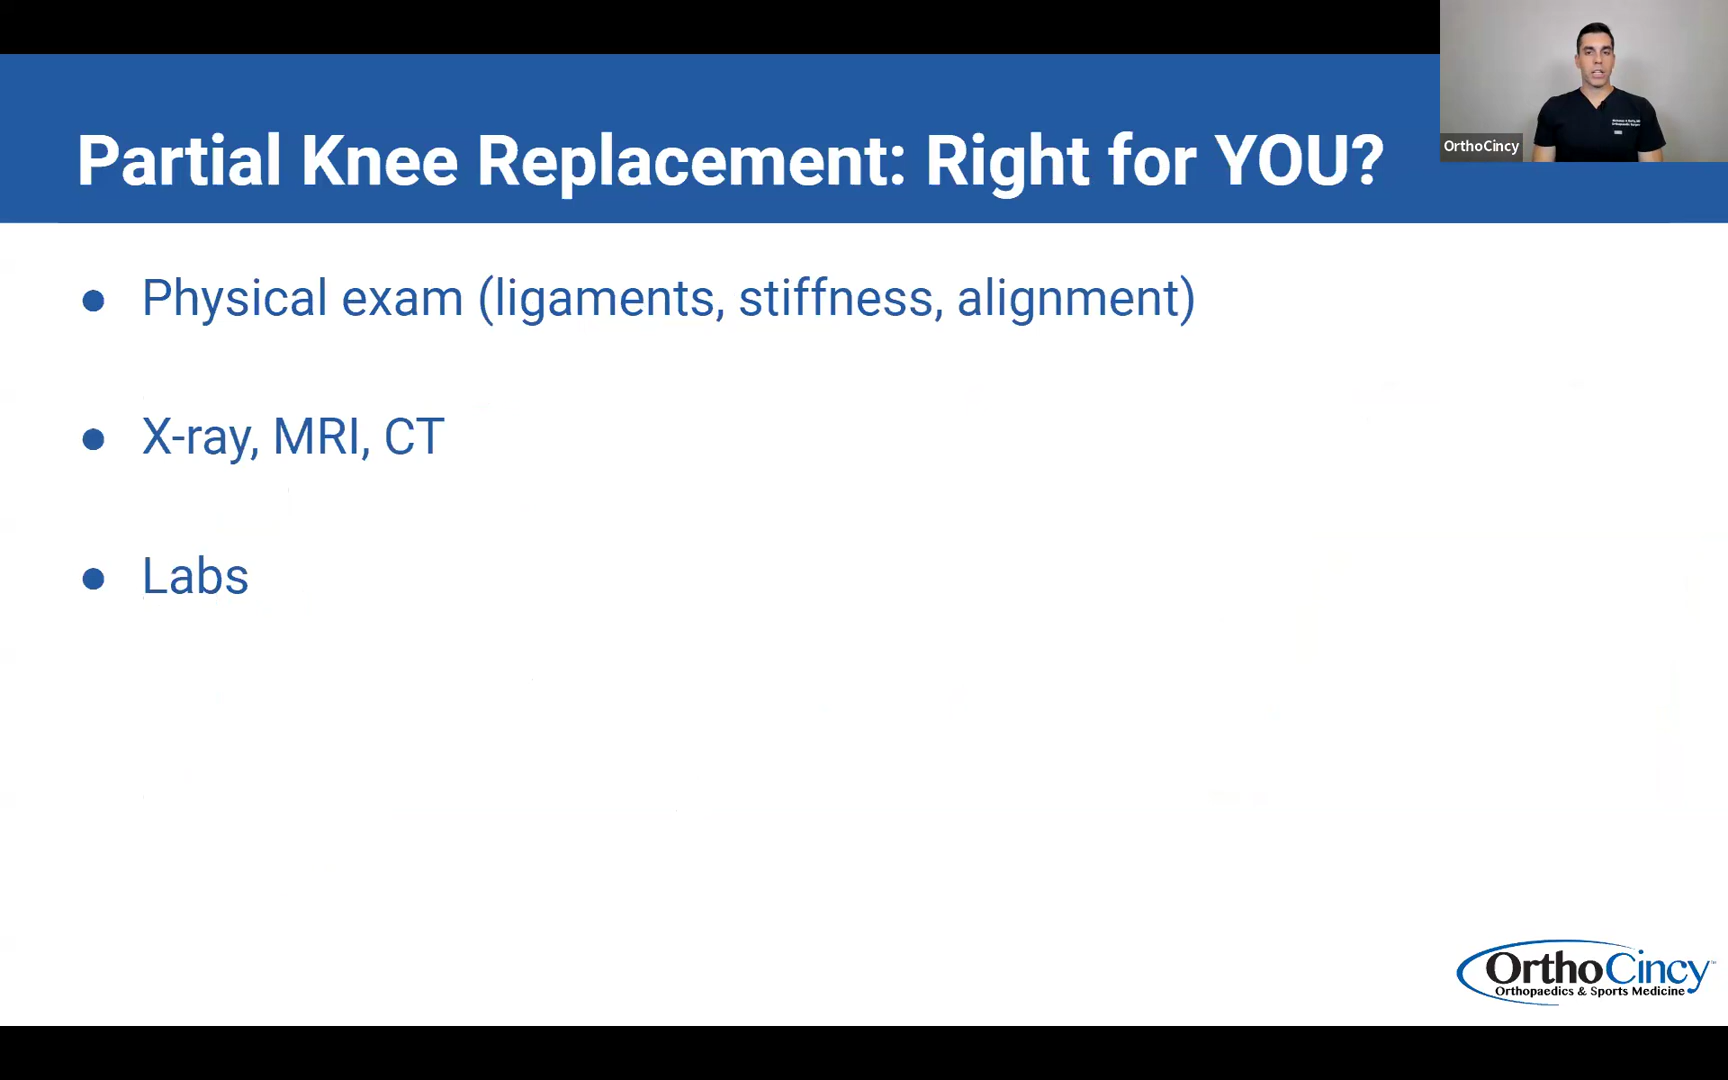 Partial Knee Replacement: Right for YOU?
OrthoCincy
● Physical exam (ligaments, stiffness, alignment)
● X-ray, MRI, CT
● Labs
OrthoCincy™
Orthopaedics & Sports Medicine